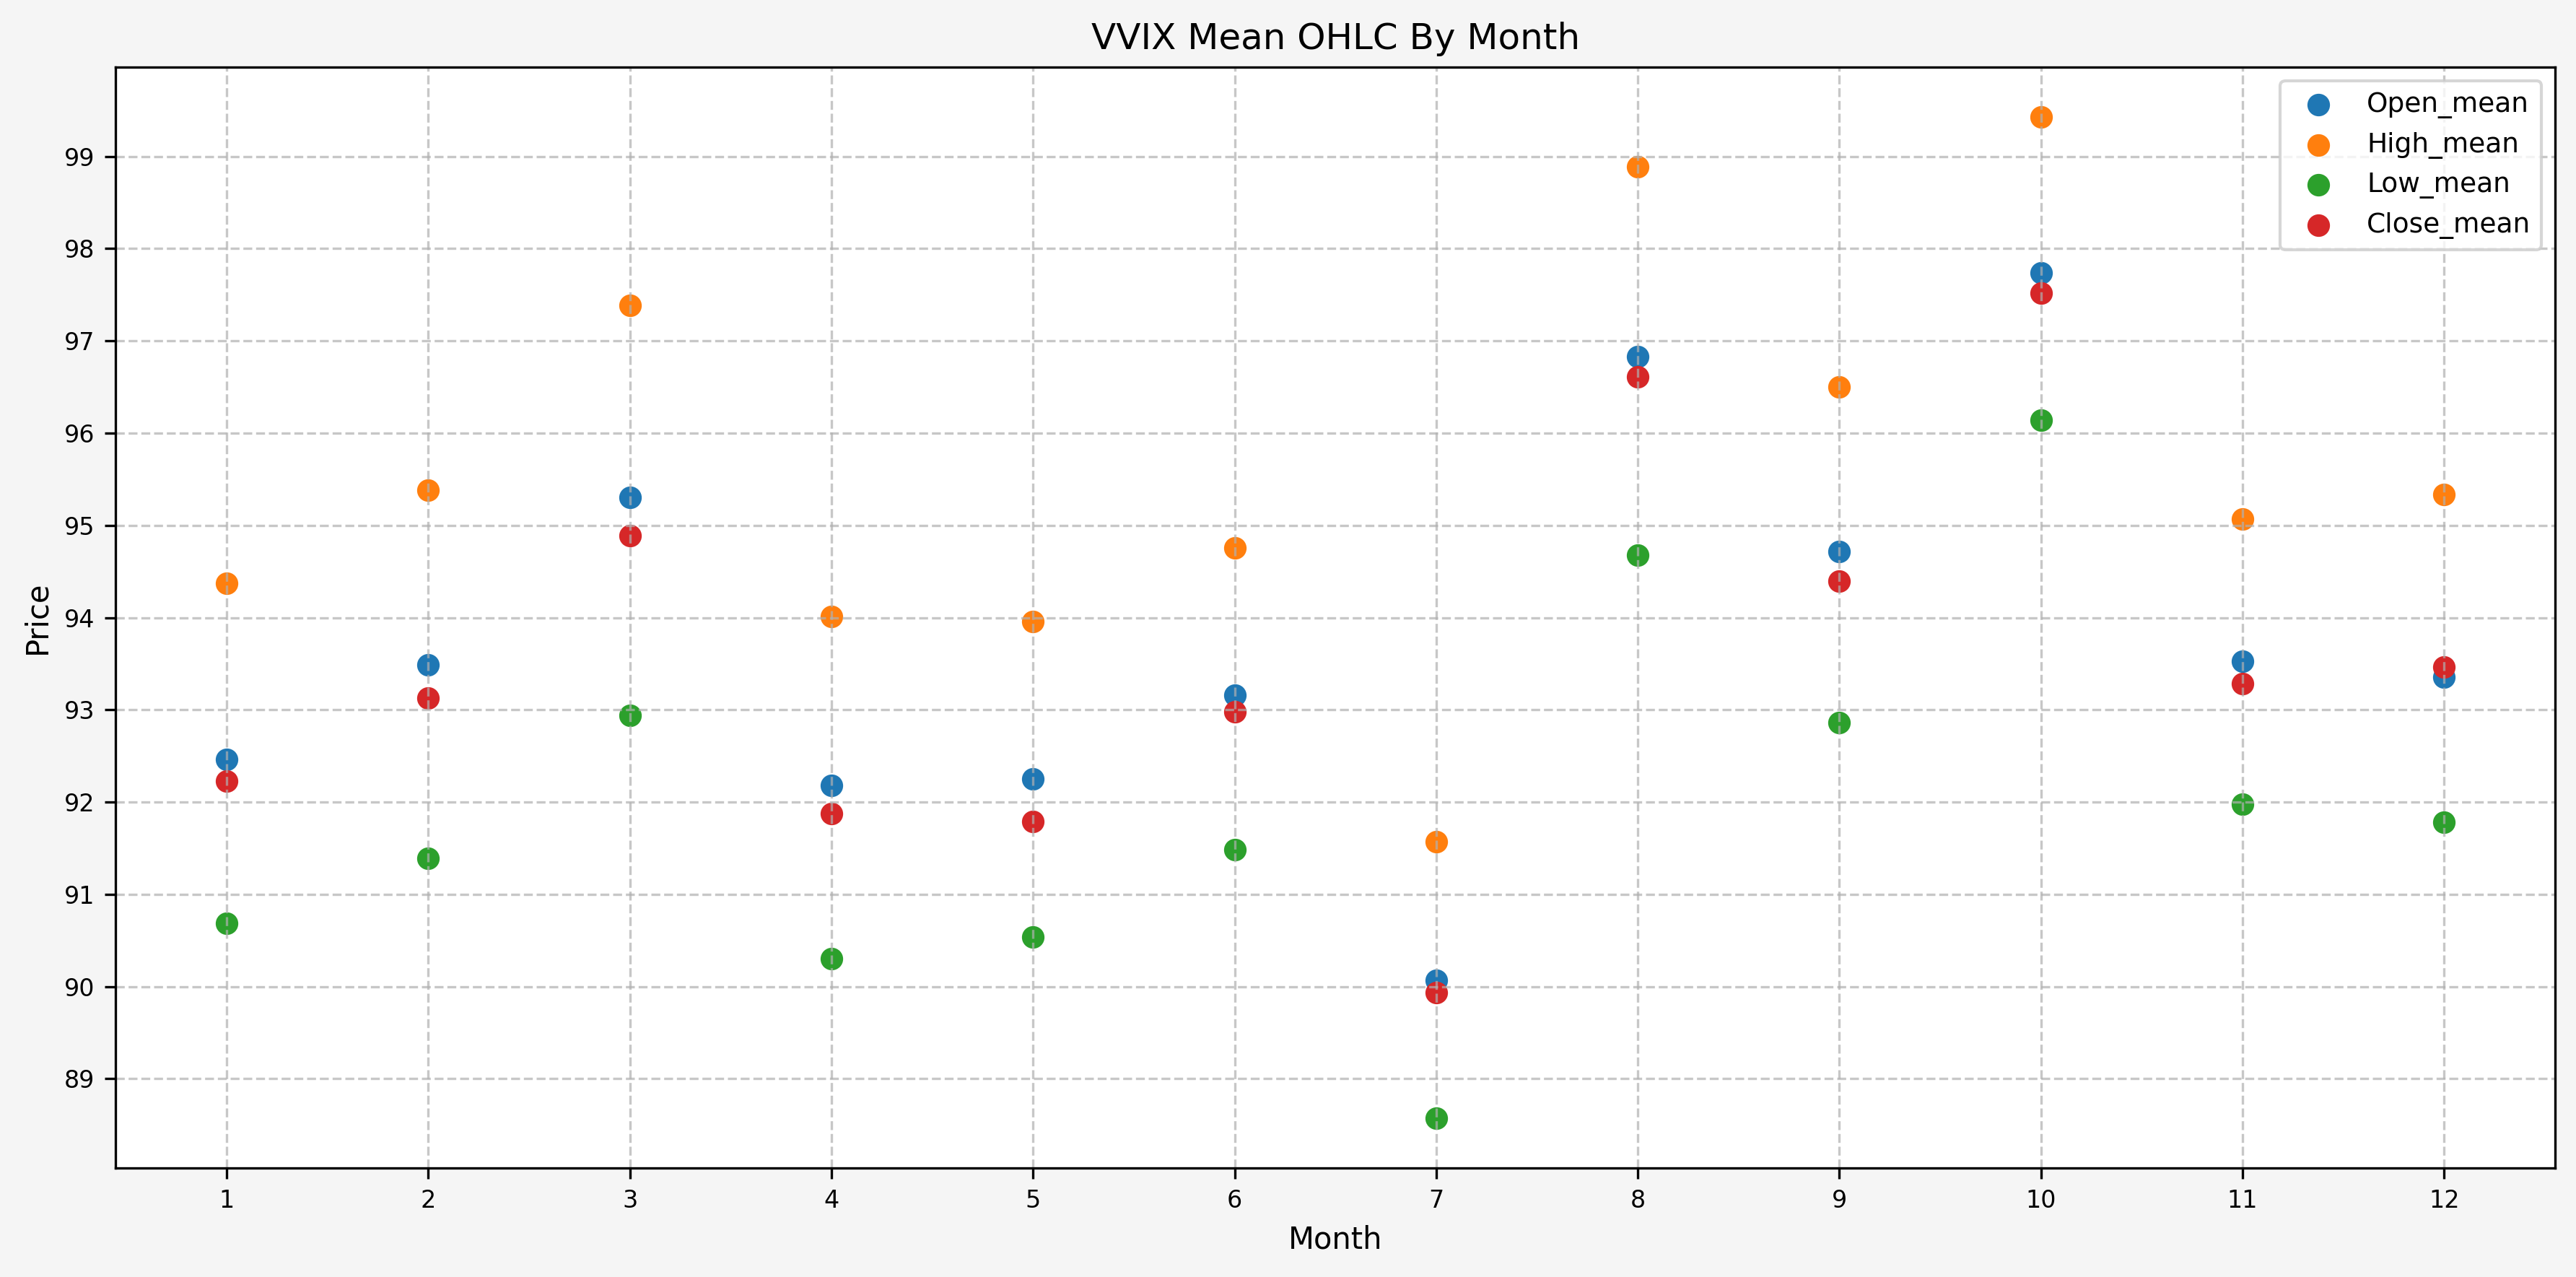 VVIX Mean OHLC By Month
Open_mean
High_mean
Low_mean
Close_mean
99
98
97
96
95
94
93
92
91
90
89
Price
1 2 3 4 5 6 7 8 9 10 11 12
Month